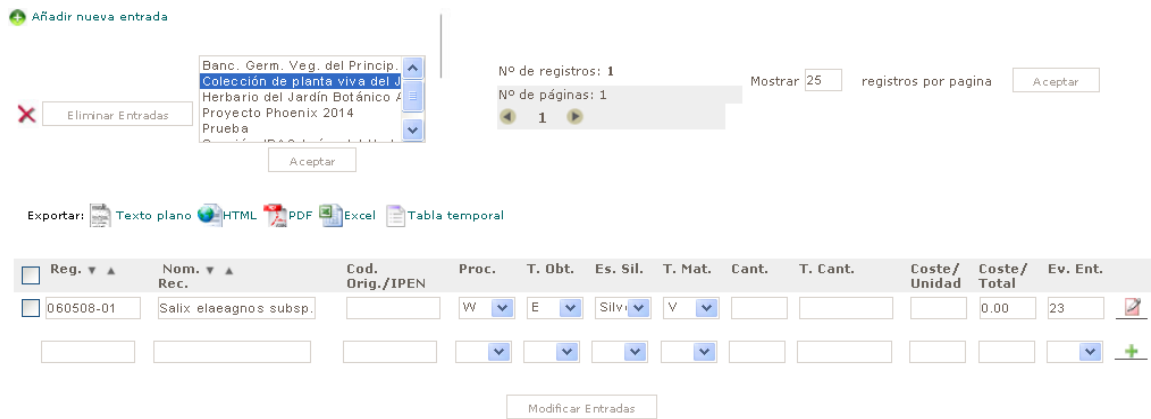 Añadir nueva entrada
Banc. Germ. Veg. del Princip.
Colección de planta viva del J
Herbario del Jardín Botánico A
Proyecto Phoenix 2014
Prueba
Eliminar Entradas
Aceptar
Nº de registros: 1
Nº de páginas: 1
1
Mostrar 25 registros por pagina Aceptar
Exportar: Texto plano HTML PDF Excel Tabla temporal
Reg. ▼ ▲ Nom. ▼ ▲ Rec. Cod. Orig./IPEN Proc. T. Obt. Es. Sil. T. Mat. Cant. T. Cant. Coste/ Unidad Coste/ Total Ev. Ent.
060508-01 Salix elaeagnos subsp. W E Silv V 0.00 23
Modificar Entradas